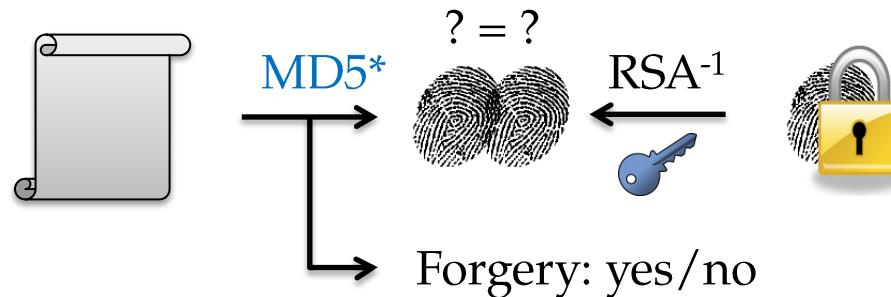 ? = ?
MD5* RSA⁻¹
Forgery: yes/no